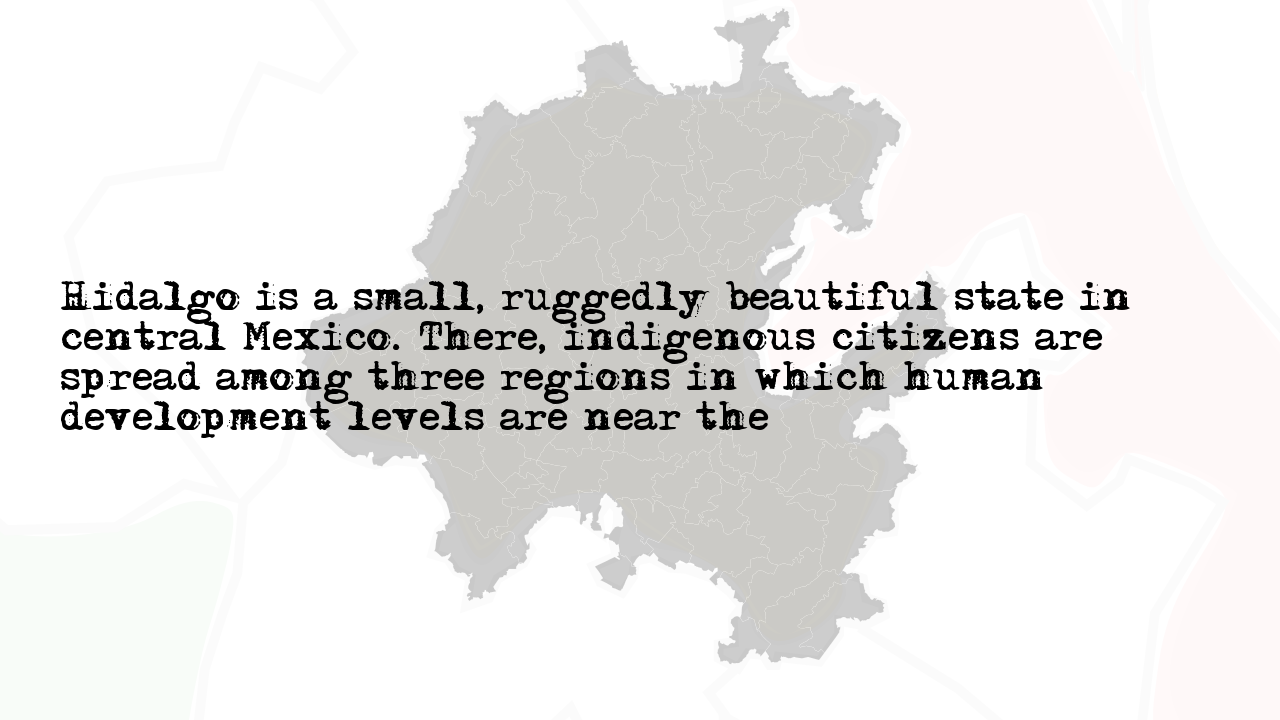 Hidalgo is a small, ruggedly beautiful state in
central Mexico. There, indigenous citizens are
spread among three regions in which human
development levels are near the